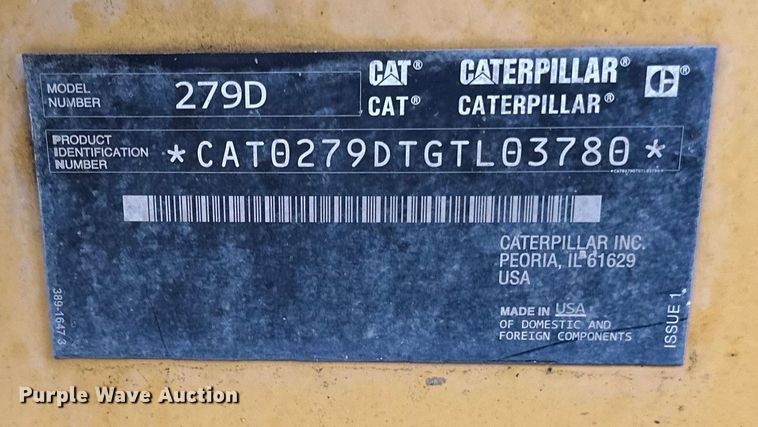 MODEL NUMBER 279D
CAT® CATERPILLAR®
CAT® CATERPILLAR®
PRODUCT IDENTIFICATION NUMBER *CAT0279DTGTL03780*
*CAT0279DTGTL03780*
CATERPILLAR INC.
PEORIA, IL 61629
USA
MADE IN USA
OF DOMESTIC AND
FOREIGN COMPONENTS
389-1647 3
ISSUE 1
Purple Wave Auction